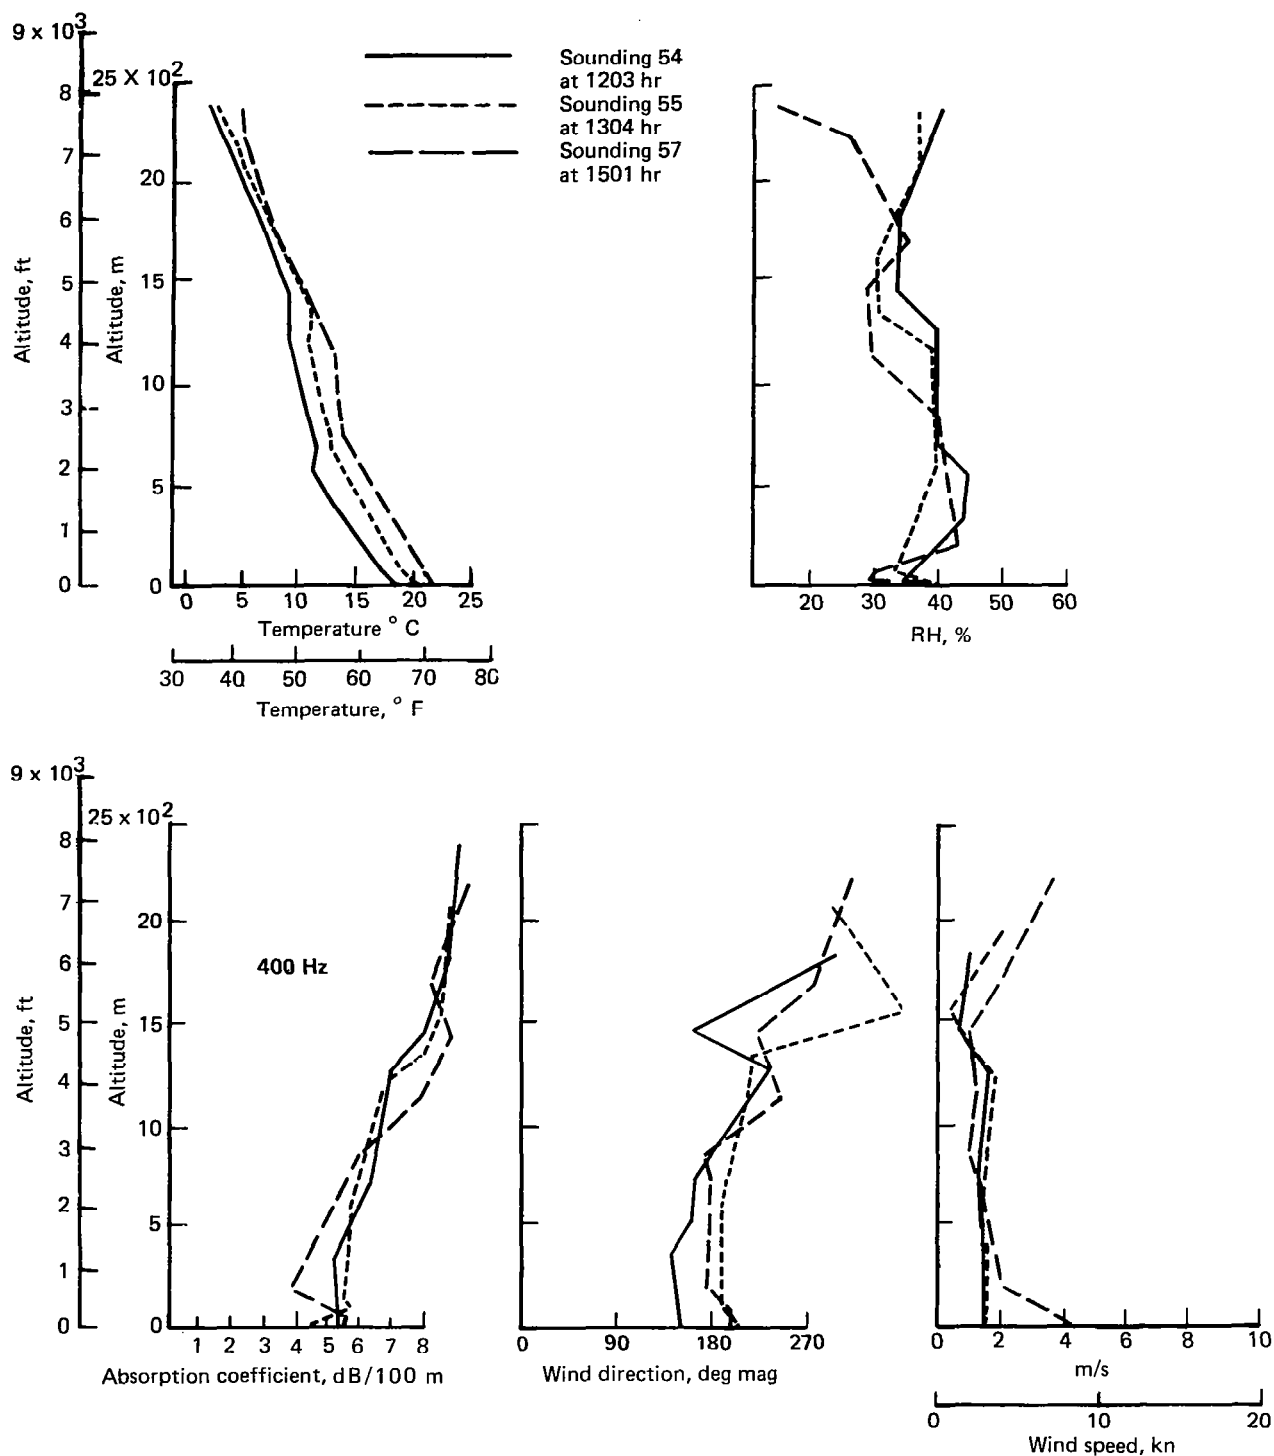 9 x 10³
25 X 10²
Sounding 54
at 1203 hr
Sounding 55
at 1304 hr
Sounding 57
at 1501 hr
8
7
6
5
4
3
2
1
0
Altitude, ft
20
15
10
5
0
Altitude, m
0 5 10 15 20 25
Temperature ° C
30 40 50 60 70 80
Temperature, ° F
20 30 40 50 60
RH, %
9 x 10³
25 x 10²
8
7
6
5
4
3
2
1
0
Altitude, ft
20
15
10
5
0
Altitude, m
400 Hz
1 2 3 4 5 6 7 8
Absorption coefficient, dB/100 m
0 90 180 270
Wind direction, deg mag
0 2 4 6 8 10
m/s
0 10 20
Wind speed, kn